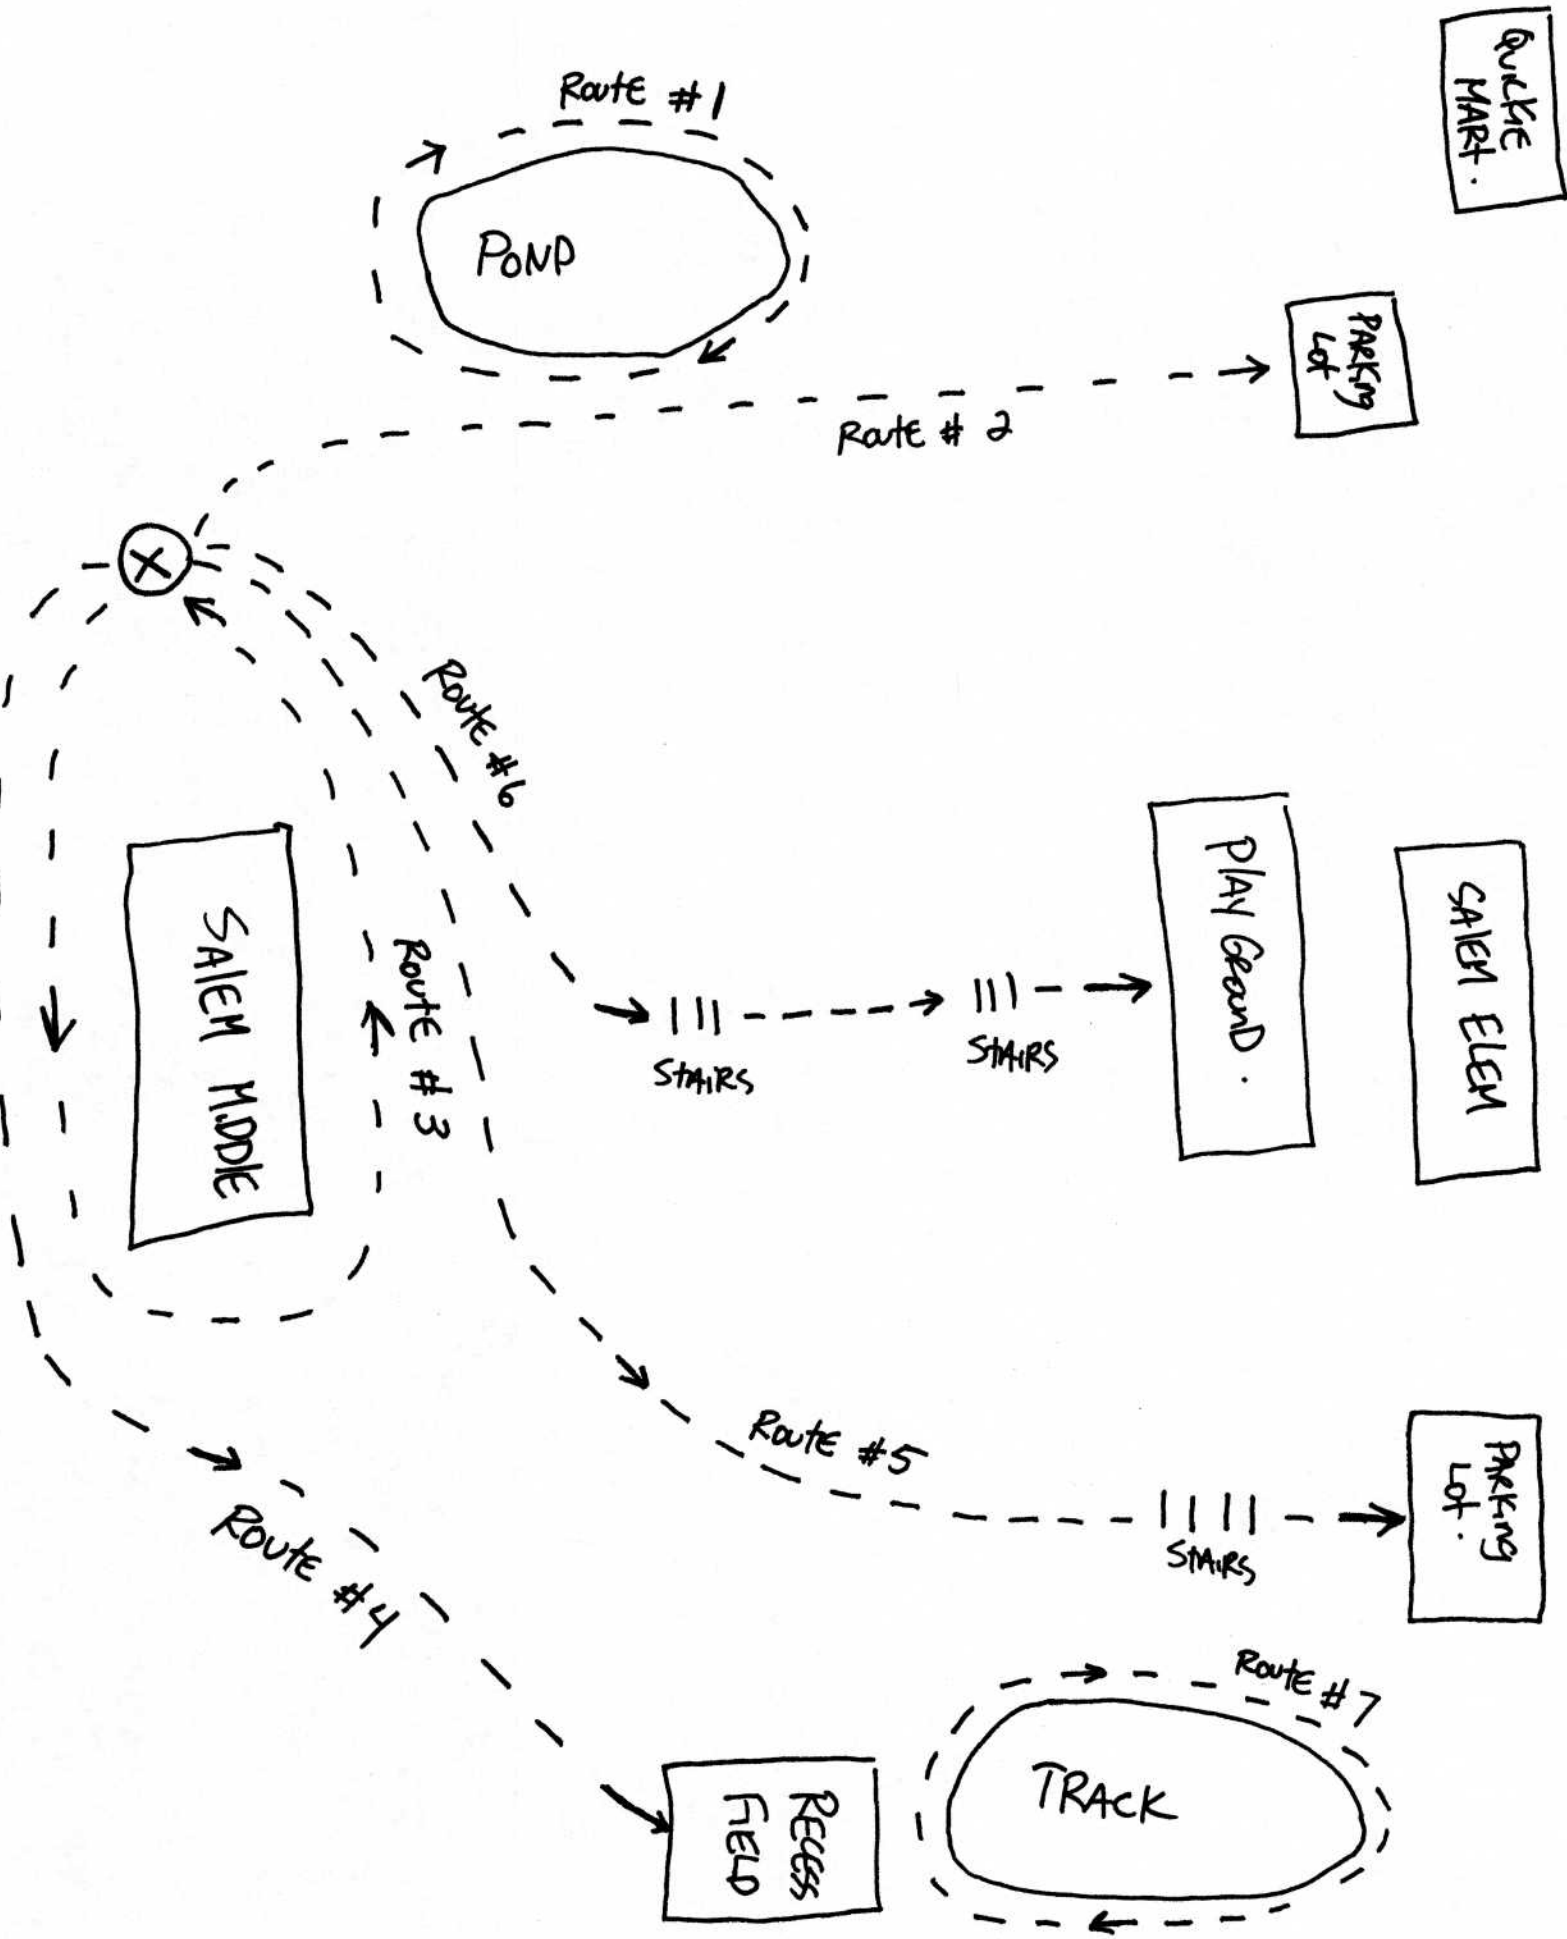 QuickIE
MART.
RoutE #1
PoND
PARKing
Lot
RoutE # 2
X
RoutE #6
SAlEM MiDDlE
RoutE #3
StAiRS
StAiRS
PlAY GRounD.
SAlEM ELEM
RoutE #5
StAiRS
PARKing
Lot.
RoutE #4
RECESS
FIELD
RoutE #7
TRACK